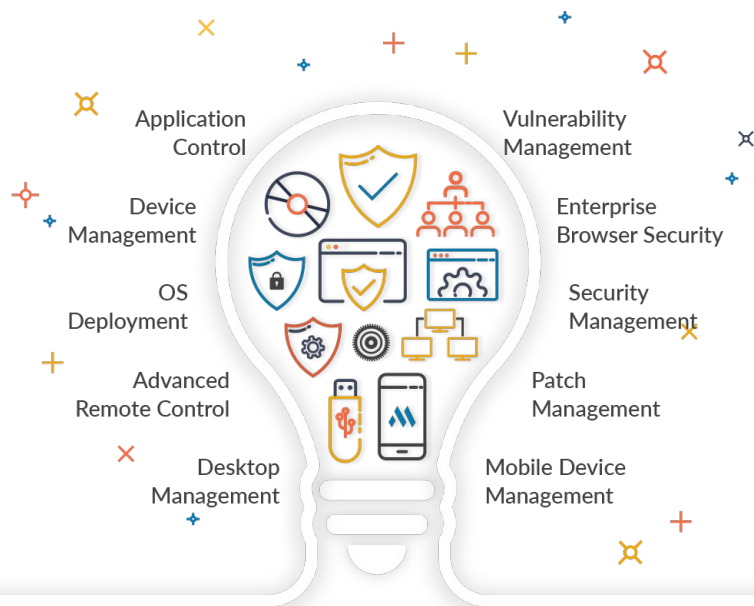 Application
Control
Device
Management
OS
Deployment
Advanced
Remote Control
Desktop
Management
Vulnerability
Management
Enterprise
Browser Security
Security
Management
Patch
Management
Mobile Device
Management